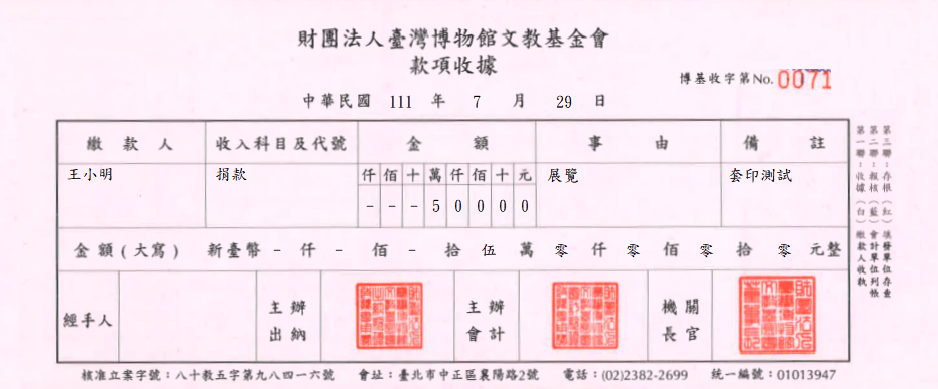 財團法人臺灣博物館文教基金會
款項收據
博基收字第No. 0071
中華民國 111 年 7 月 29 日
繳款人 收入科目及代號 金額 事由 備註
王小明 捐款 仟 佰 十 萬 仟 佰 十 元 展覽 套印測試
- - - 5 0 0 0 0
金額(大寫) 新臺幣 - 仟 - 佰 - 拾 伍 萬 零 仟 零 佰 零 拾 零 元整
經手人 主辦出納 主辦會計 機關長官
核准立案字號：八十教五字第九八四一六號 會址：臺北市中正區襄陽路2號 電話：(02)2382-2699 統一編號：01013947
第三聯：存根（紅）填發單位存查
第二聯：報核（藍）會計單位列帳
第一聯：收據（白）繳款人收執